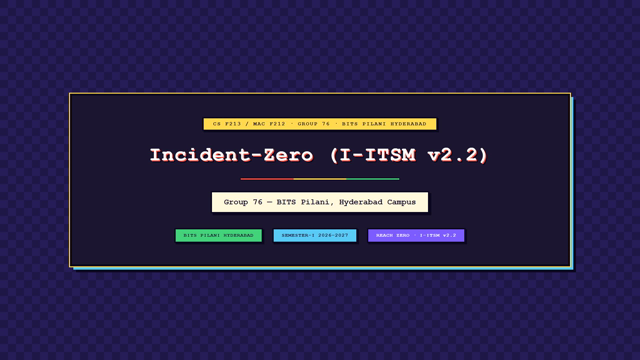 CS F213 / MAC F212 · GROUP 76 · BITS PILANI HYDERABAD
Incident-Zero (I-ITSM v2.2)
Group 76 — BITS Pilani, Hyderabad Campus
BITS PILANI HYDERABAD
SEMESTER-I 2026-2027
REACH ZERO · I-ITSM v2.2